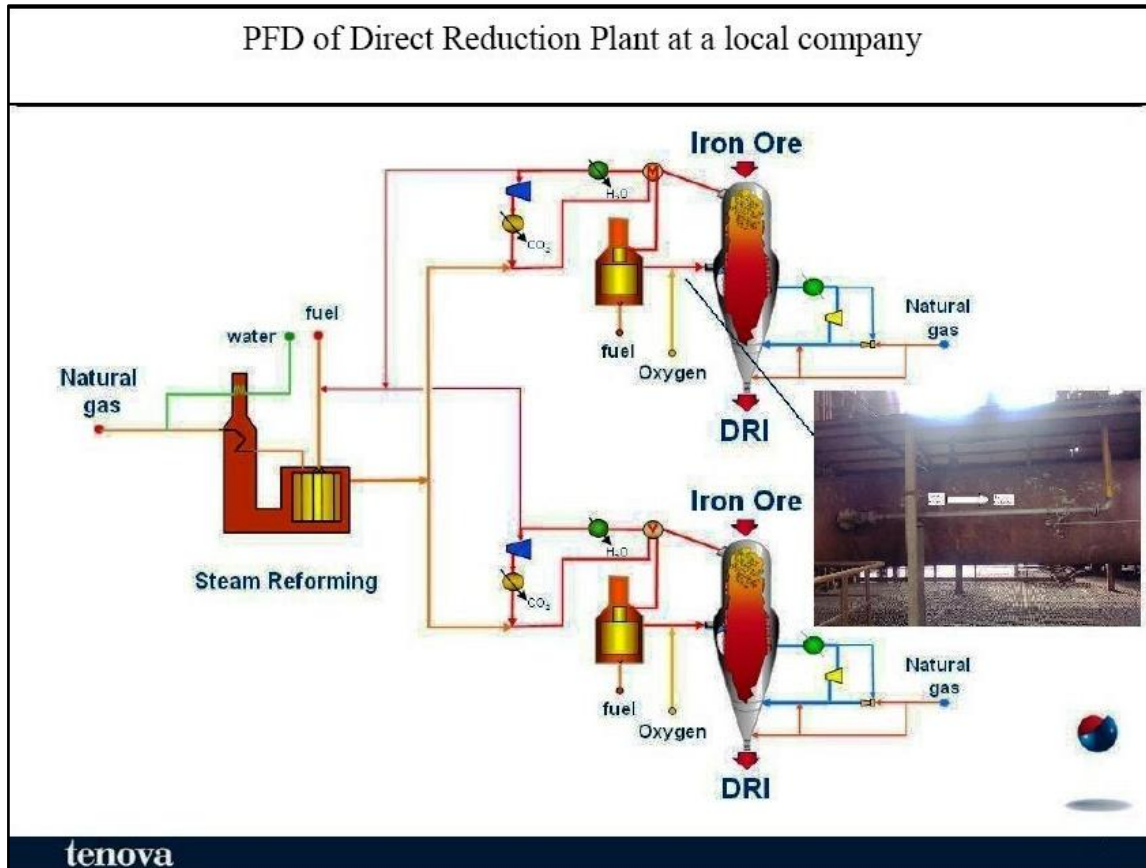 PFD of Direct Reduction Plant at a local company
Iron Ore
H₂O
CO₂
fuel
Oxygen
Natural
gas
DRI
water
fuel
Natural
gas
Steam Reforming
Iron Ore
H₂O
CO₂
fuel
Oxygen
Natural
gas
DRI
tenova